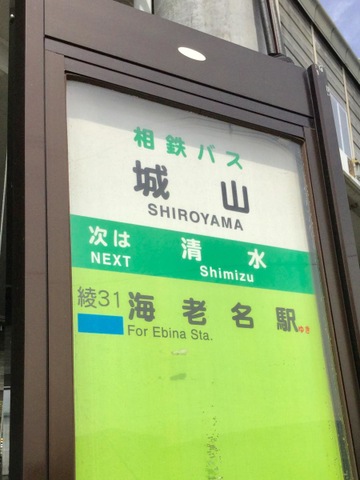 相鉄バス
城山
SHIROYAMA
次は 清水
NEXT Shimizu
綾31 海老名駅ゆき
For Ebina Sta.